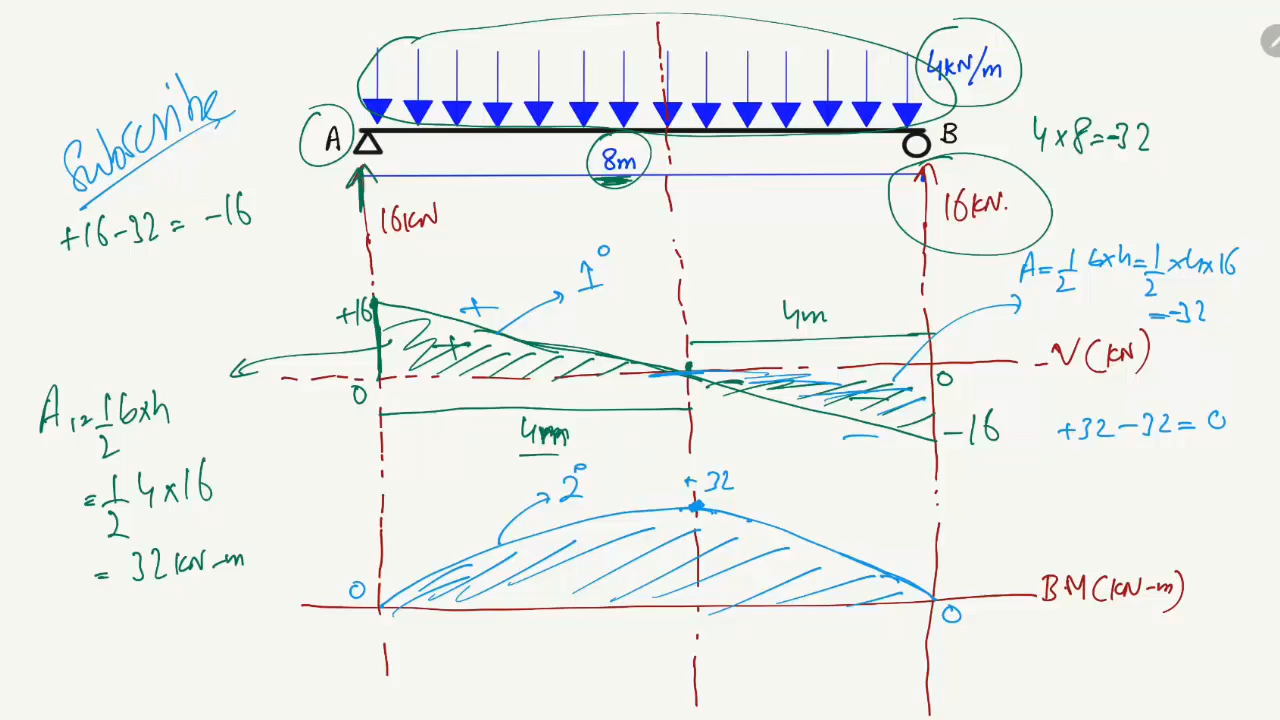 Subscribe
4kN/m
A
B
8m
4×8=-32
16kN
16kN.
+16-32= -16
1°
A=1/2 b×h=1/2×4×16
=-32
+16
+
+
4m
-V(kN)
0
0
A1=1/2 b×h
=1/2 4×16
= 32kN-m
4m
-
-16
+32-32=0
2°
+32
0
BM(kN-m)
0